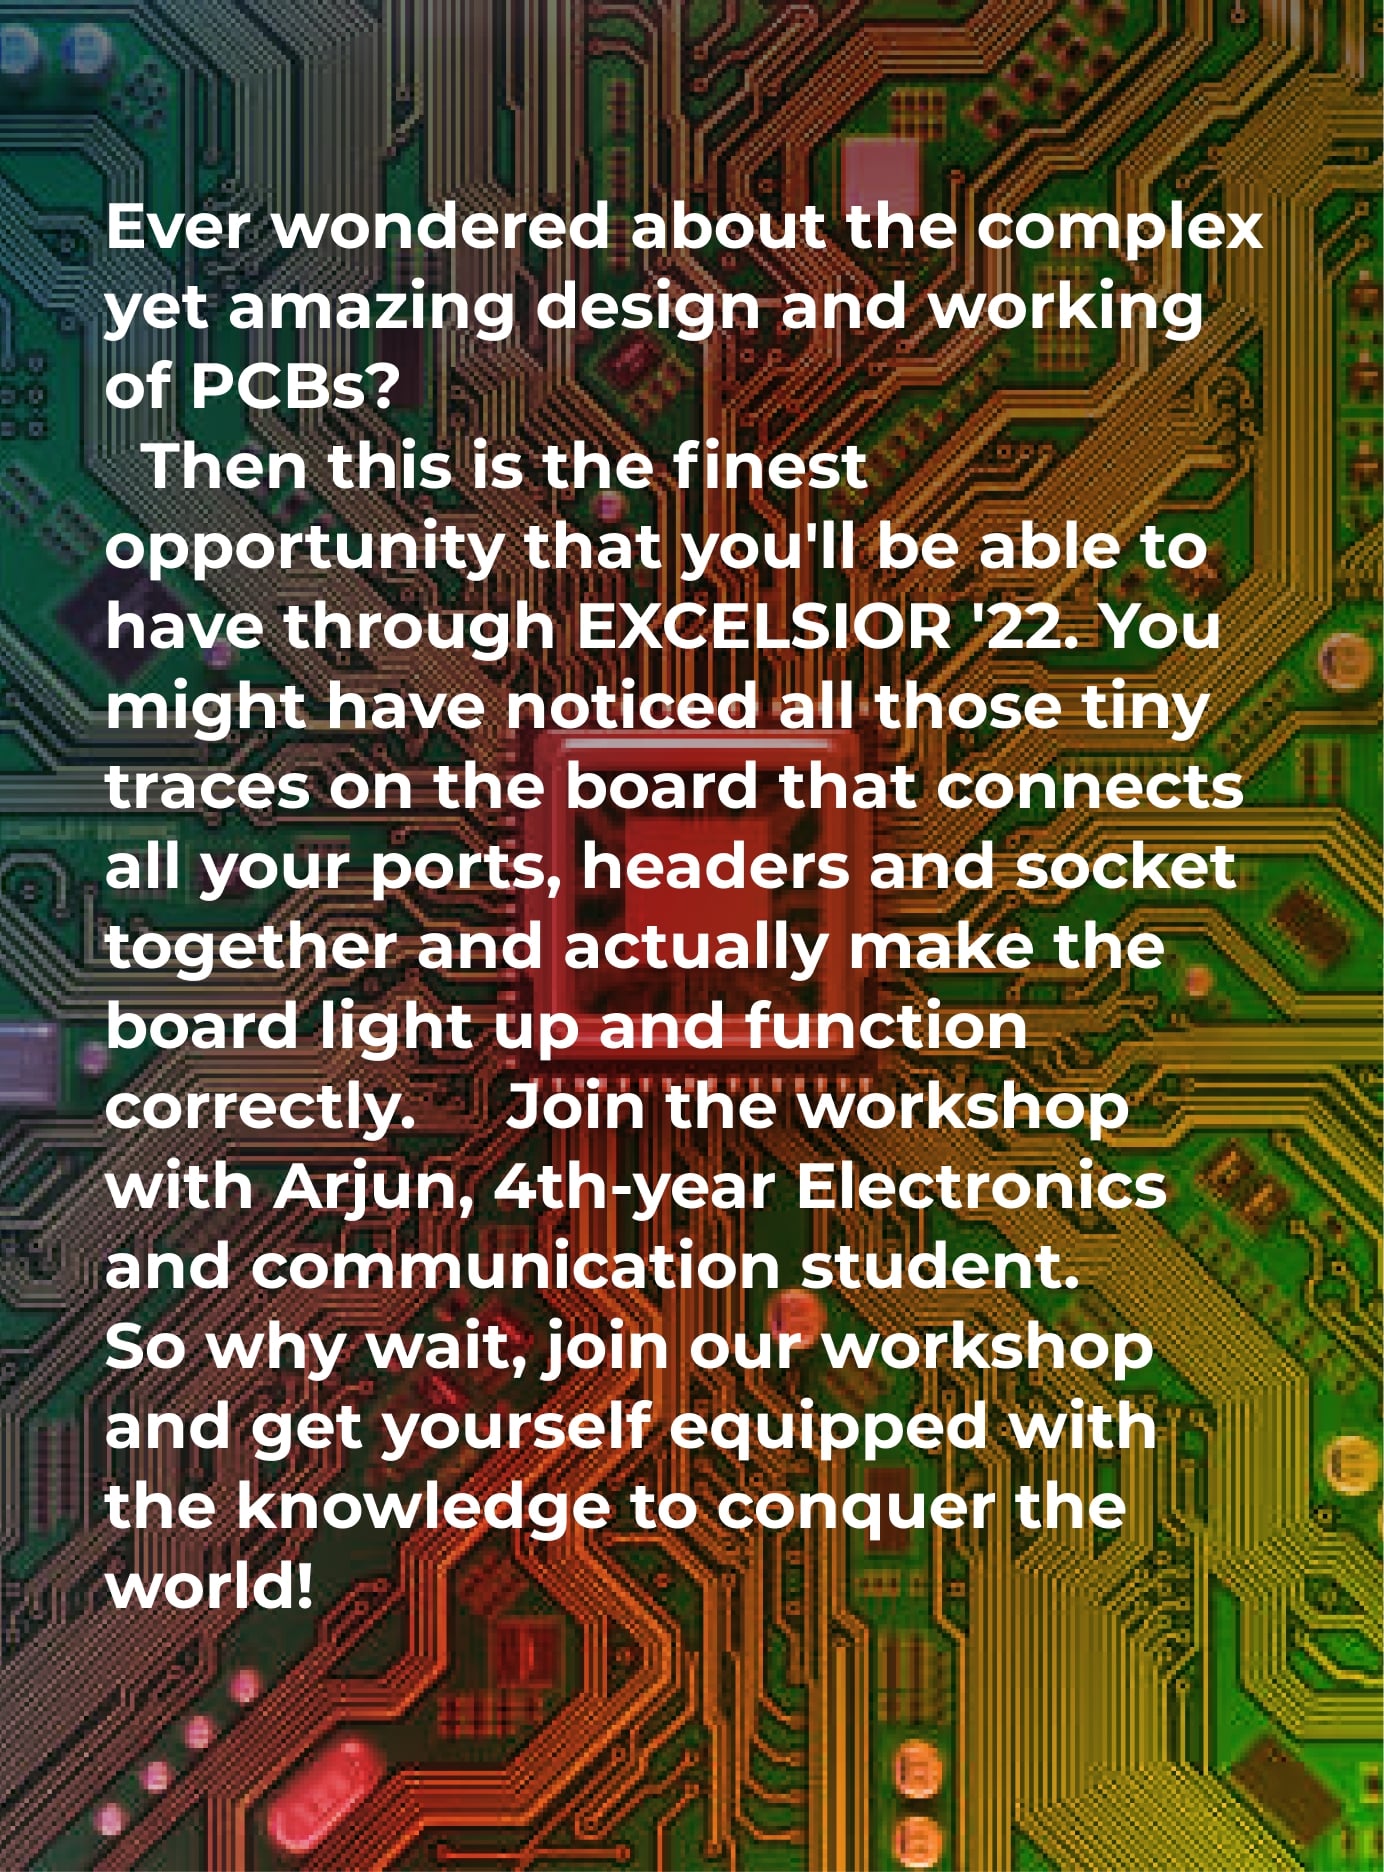 Ever wondered about the complex
yet amazing design and working
of PCBs?
Then this is the finest
opportunity that you'll be able to
have through EXCELSIOR '22. You
might have noticed all those tiny
traces on the board that connects
all your ports, headers and socket
together and actually make the
board light up and function
correctly. Join the workshop
with Arjun, 4th-year Electronics
and communication student.
So why wait, join our workshop
and get yourself equipped with
the knowledge to conquer the
world!